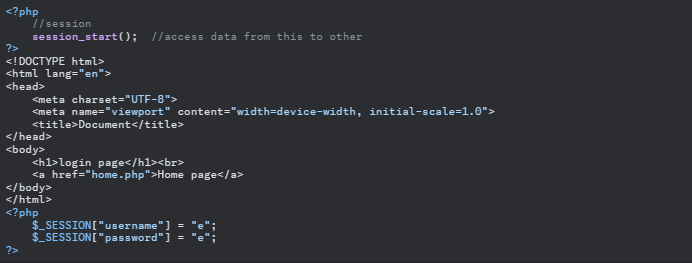 <?php
    //session
    session_start();  //access data from this to other
?>
<!DOCTYPE html>
<html lang="en">
<head>
    <meta charset="UTF-8">
    <meta name="viewport" content="width=device-width, initial-scale=1.0">
    <title>Document</title>
</head>
<body>
    <h1>login page</h1><br>
    <a href="home.php">Home page</a>
</body>
</html>
<?php
    $_SESSION["username"] = "e";
    $_SESSION["password"] = "e";
?>